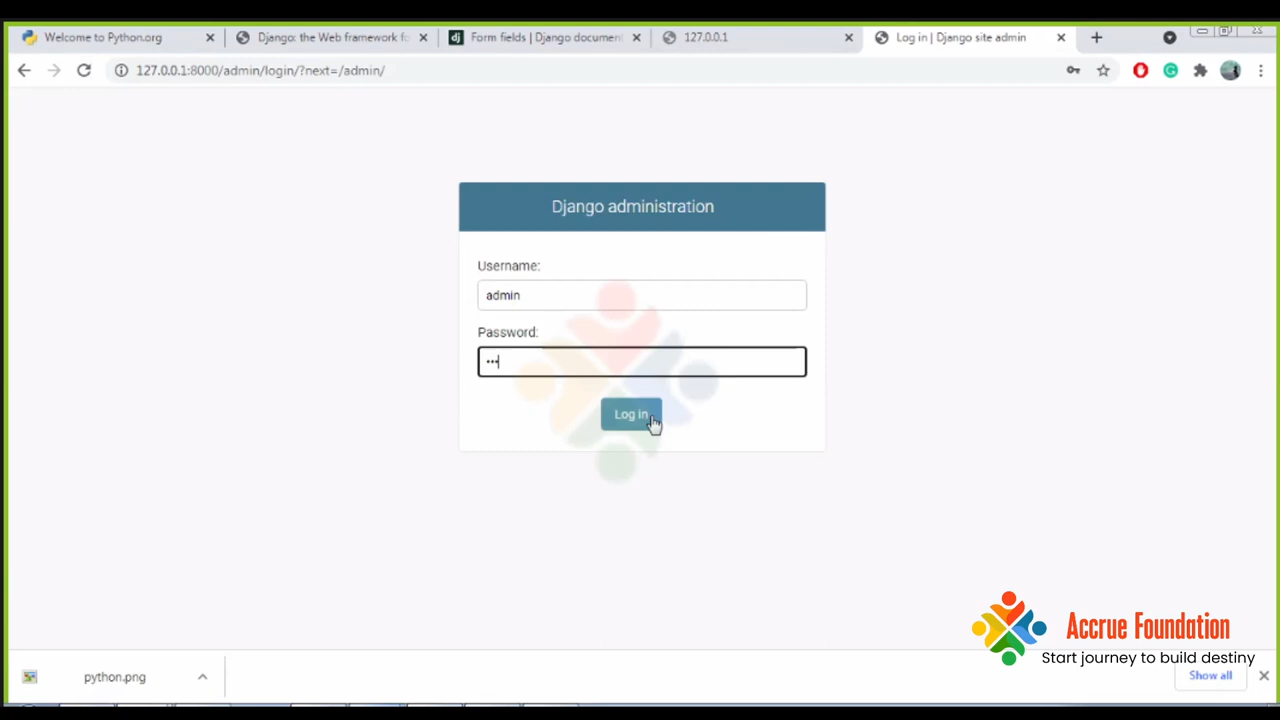 Welcome to Python.org
Django: the Web framework fo
Form fields | Django document
127.0.0.1
Log in | Django site admin
127.0.0.1:8000/admin/login/?next=/admin/
Django administration
Username:
admin
Password:
Log in
Accrue Foundation
Start journey to build destiny
python.png
Show all